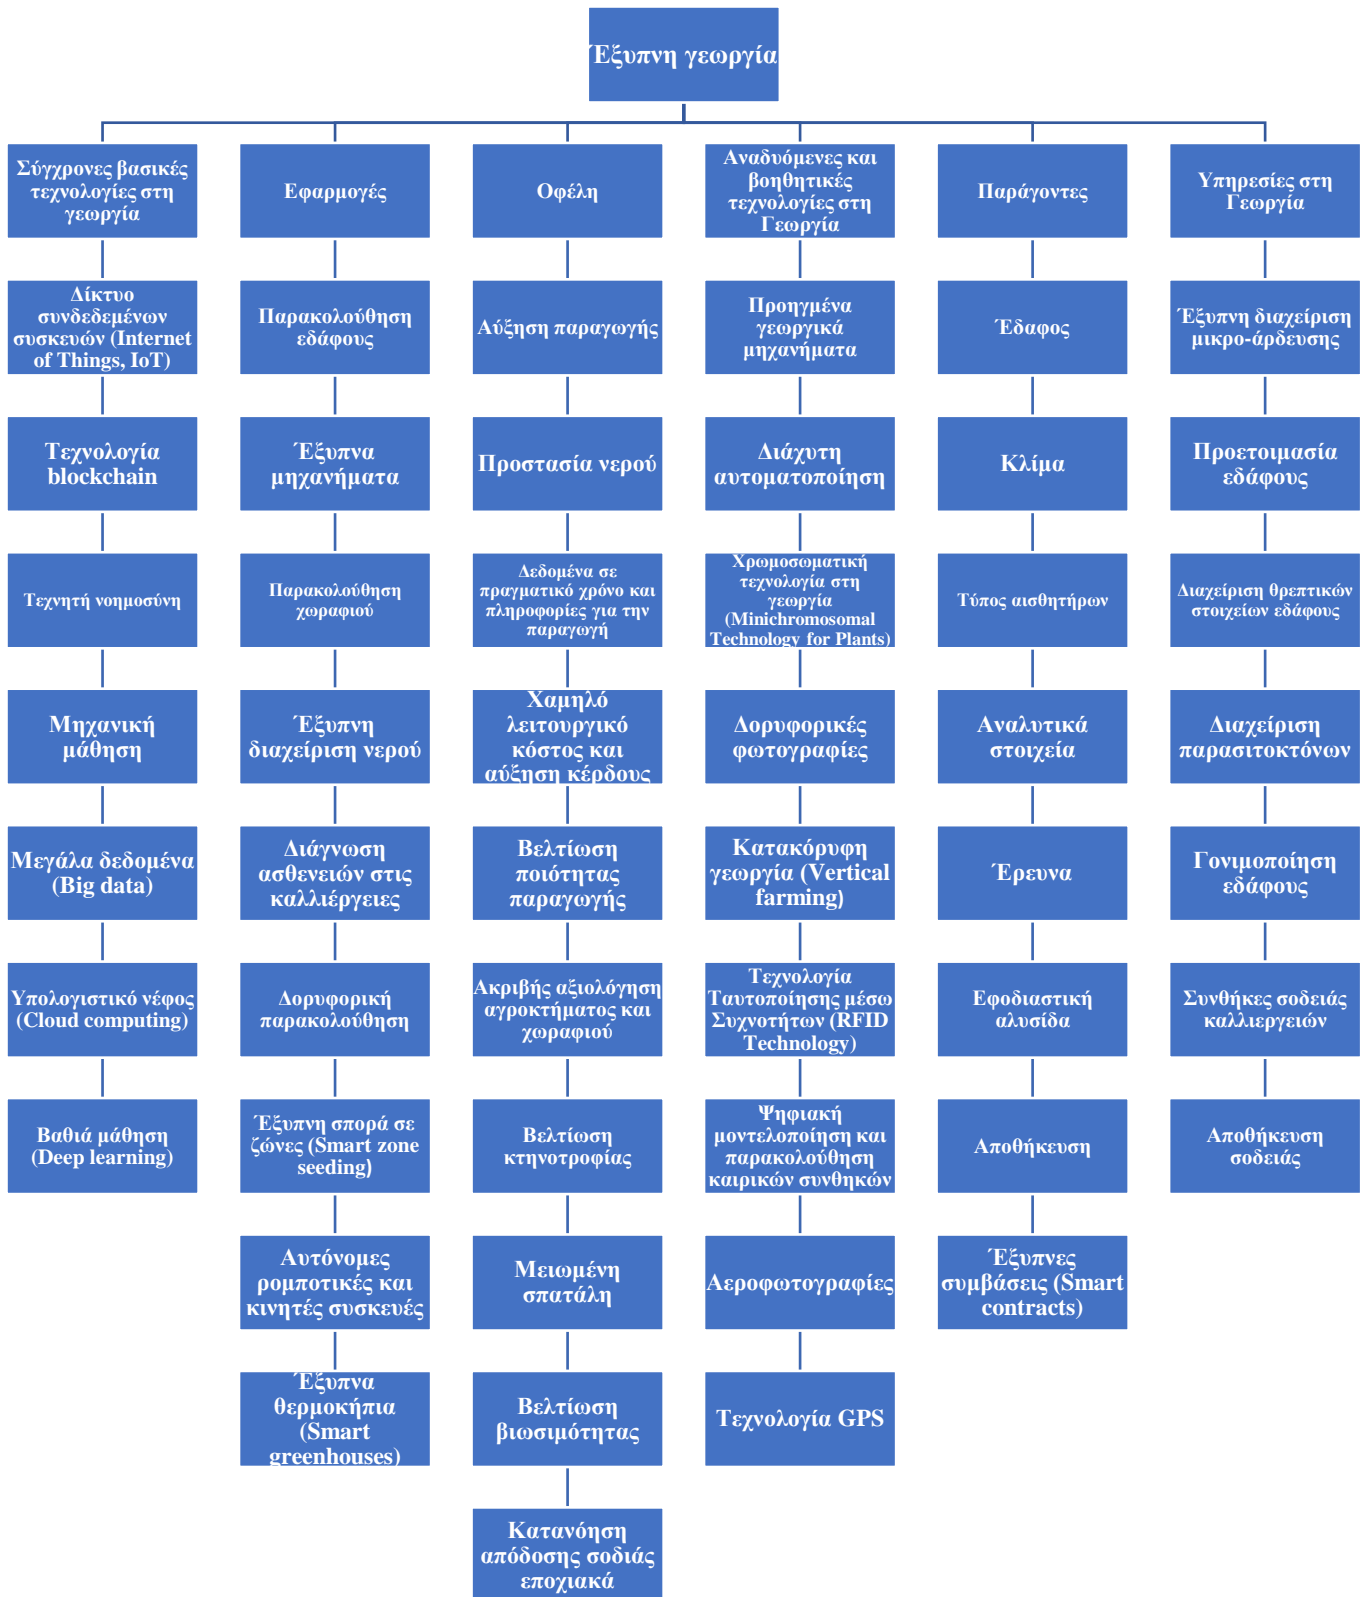 Έξυπνη γεωργία
Σύγχρονες βασικές
τεχνολογίες στη
γεωργία
Δίκτυο
συνδεδεμένων
συσκευών (Internet
of Things, IoT)
Τεχνολογία
blockchain
Τεχνητή νοημοσύνη
Μηχανική
μάθηση
Μεγάλα δεδομένα
(Big data)
Υπολογιστικό νέφος
(Cloud computing)
Βαθιά μάθηση
(Deep learning)
Εφαρμογές
Παρακολούθηση
εδάφους
Έξυπνα
μηχανήματα
Παρακολούθηση
χωραφιού
Έξυπνη
διαχείριση νερού
Διάγνωση
ασθενειών στις
καλλιέργειες
Δορυφορική
παρακολούθηση
Έξυπνη σπορά σε
ζώνες (Smart zone
seeding)
Αυτόνομες
ρομποτικές και
κινητές συσκευές
Έξυπνα
θερμοκήπια
(Smart
greenhouses)
Οφέλη
Αύξηση παραγωγής
Προστασία νερού
Δεδομένα σε
πραγματικό χρόνο και
πληροφορίες για την
παραγωγή
Χαμηλό
λειτουργικό
κόστος και
αύξηση κέρδους
Βελτίωση
ποιότητας
παραγωγής
Ακριβής αξιολόγηση
αγροκτήματος και
χωραφιού
Βελτίωση
κτηνοτροφίας
Μειωμένη
σπατάλη
Βελτίωση
βιωσιμότητας
Κατανόηση
απόδοσης σοδιάς
εποχιακά
Αναδυόμενες και
βοηθητικές
τεχνολογίες στη
Γεωργία
Προηγμένα
γεωργικά
μηχανήματα
Διάχυτη
αυτοματοποίηση
Χρωμοσωματική
τεχνολογία στη
γεωργία
(Minichromosomal
Technology for Plants)
Δορυφορικές
φωτογραφίες
Κατακόρυφη
γεωργία (Vertical
farming)
Τεχνολογία
Ταυτοποίησης μέσω
Συχνοτήτων (RFID
Technology)
Ψηφιακή
μοντελοποίηση και
παρακολούθηση
καιρικών συνθηκών
Αεροφωτογραφίες
Τεχνολογία GPS
Παράγοντες
Έδαφος
Κλίμα
Τύπος αισθητήρων
Αναλυτικά
στοιχεία
Έρευνα
Εφοδιαστική
αλυσίδα
Αποθήκευση
Έξυπνες
συμβάσεις (Smart
contracts)
Υπηρεσίες στη
Γεωργία
Έξυπνη διαχείριση
μικρο-άρδευσης
Προετοιμασία
εδάφους
Διαχείριση θρεπτικών
στοιχείων εδάφους
Διαχείριση
παρασιτοκτόνων
Γονιμοποίηση
εδάφους
Συνθήκες σοδειάς
καλλιεργειών
Αποθήκευση
σοδειάς